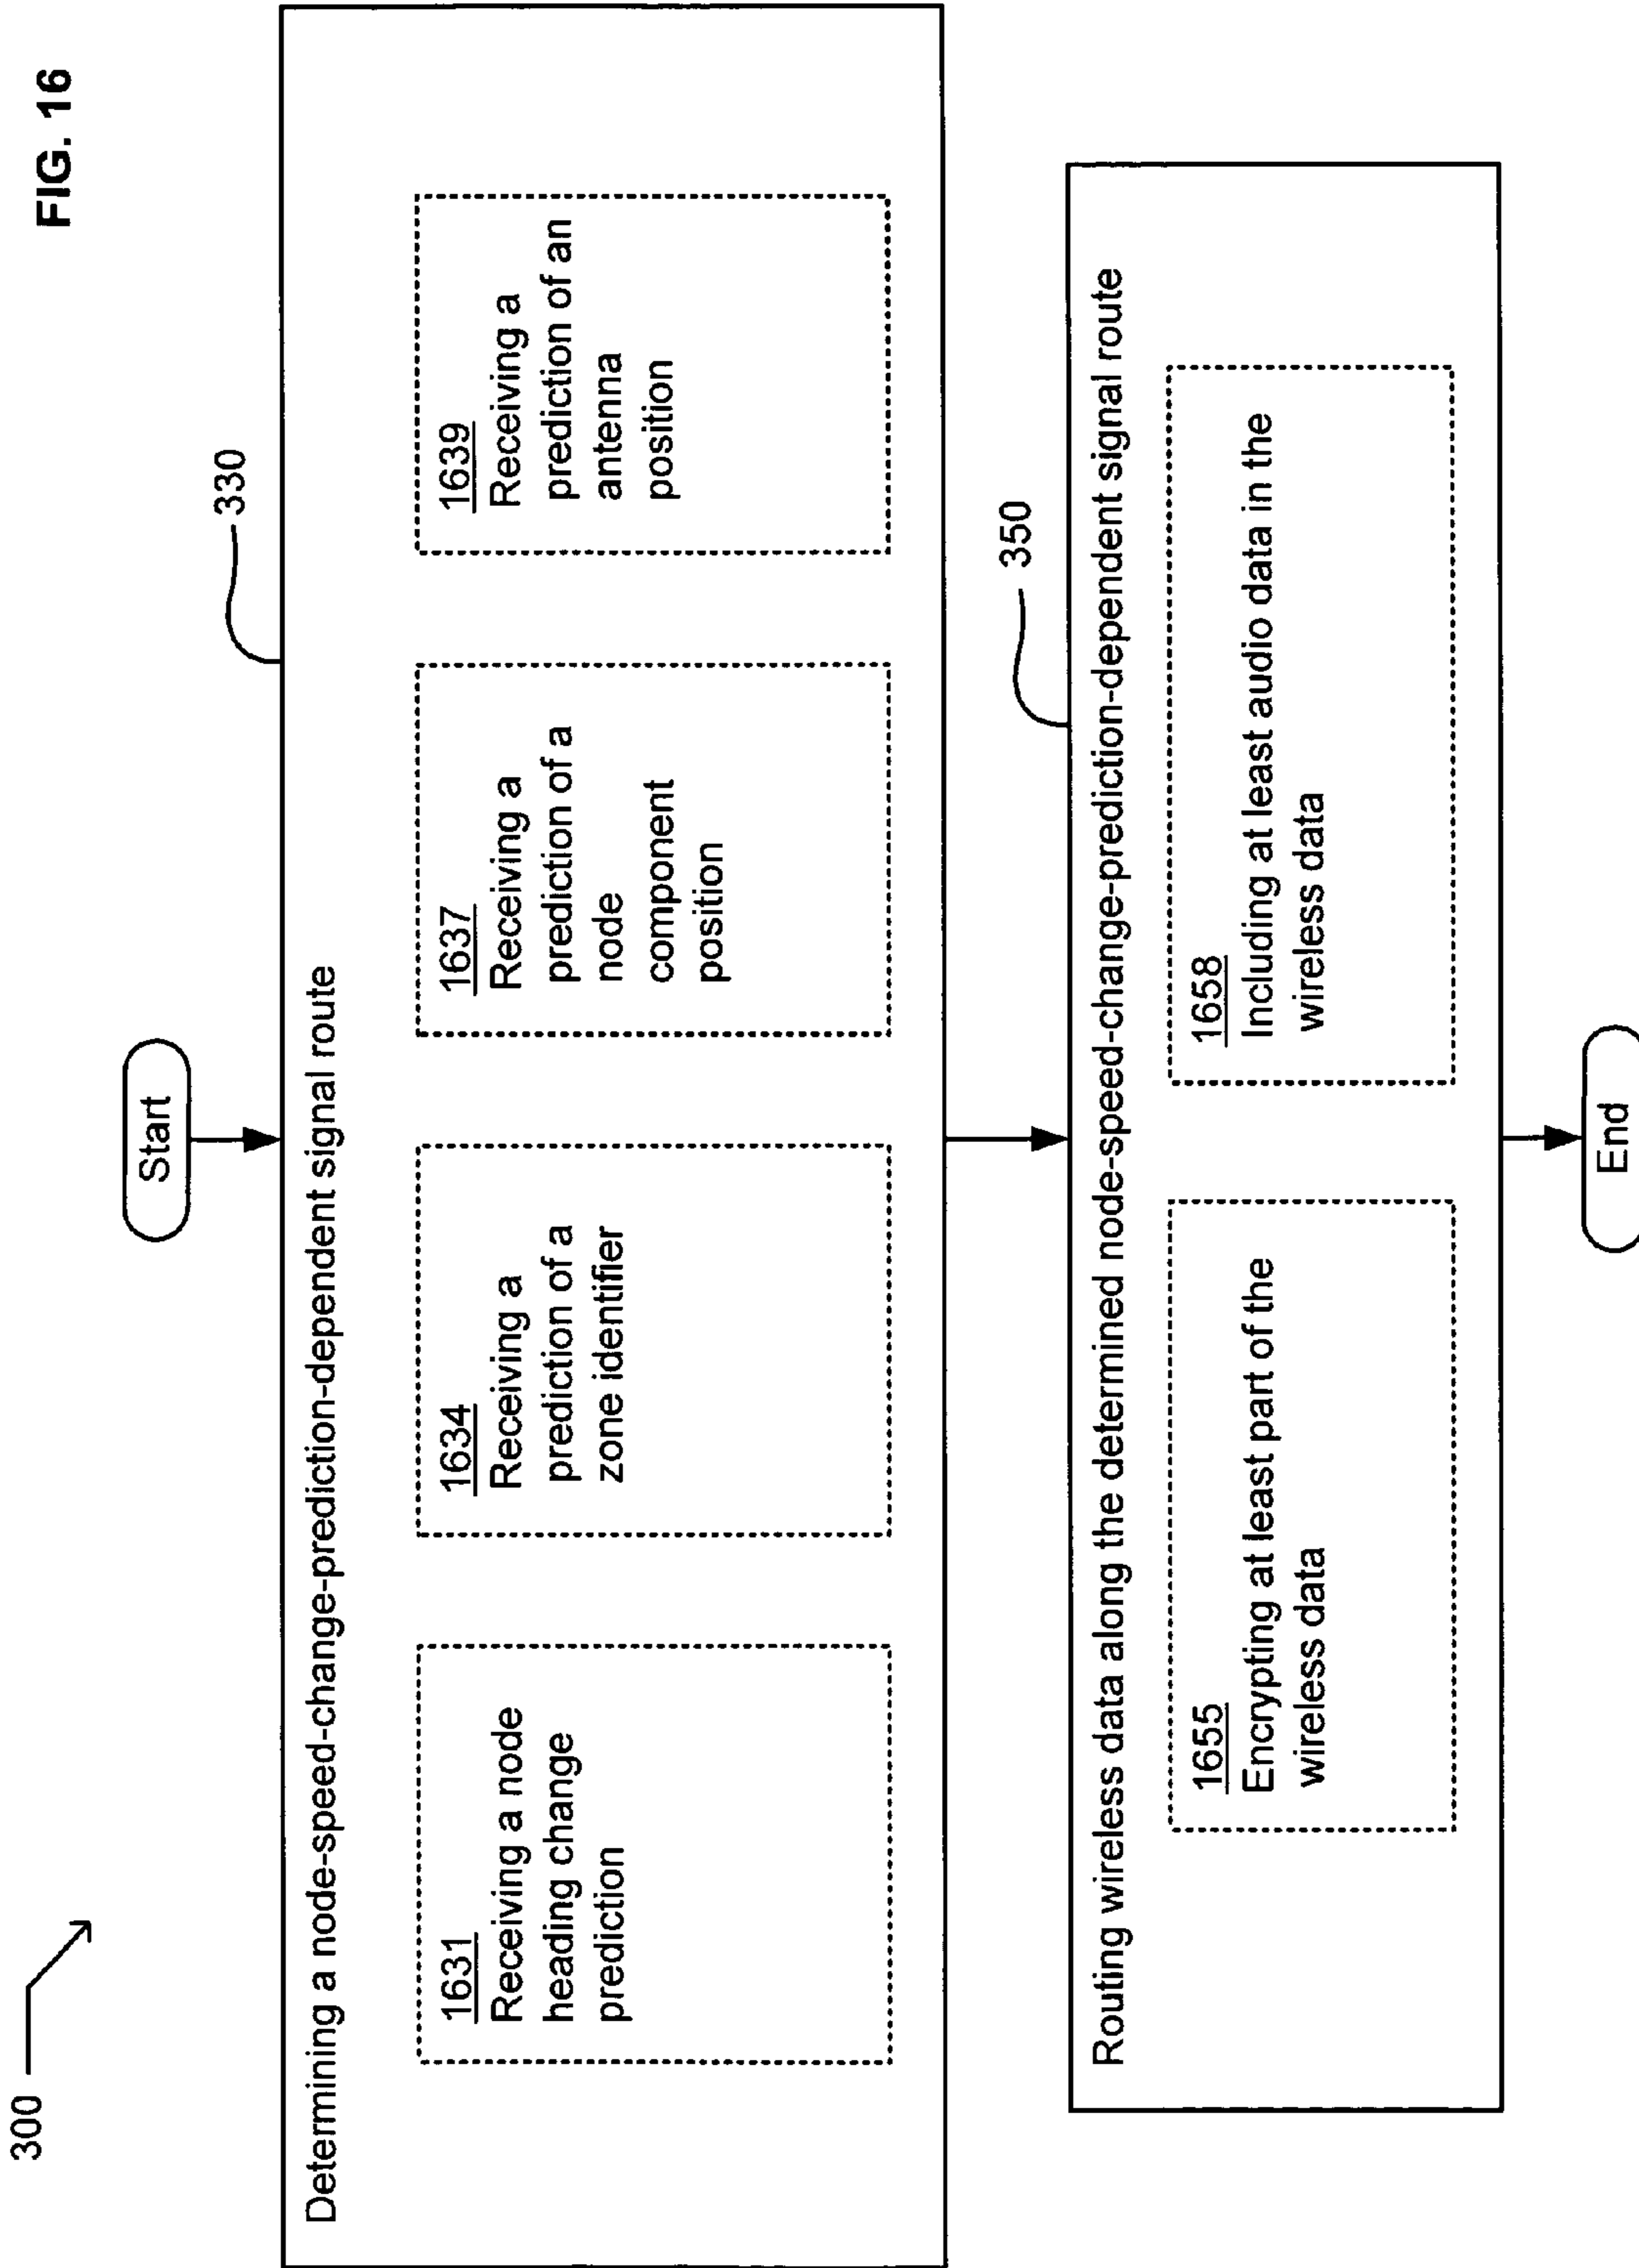 300
FIG. 16
Start
330
Determining a node-speed-change-prediction-dependent signal route
1631
Receiving a node
heading change
prediction
1634
Receiving a
prediction of a
zone identifier
1637
Receiving a
prediction of a
node
component
position
1639
Receiving a
prediction of an
antenna
position
350
Routing wireless data along the determined node-speed-change-prediction-dependent signal route
1655
Encrypting at least part of the
wireless data
1658
Including at least audio data in the
wireless data
End